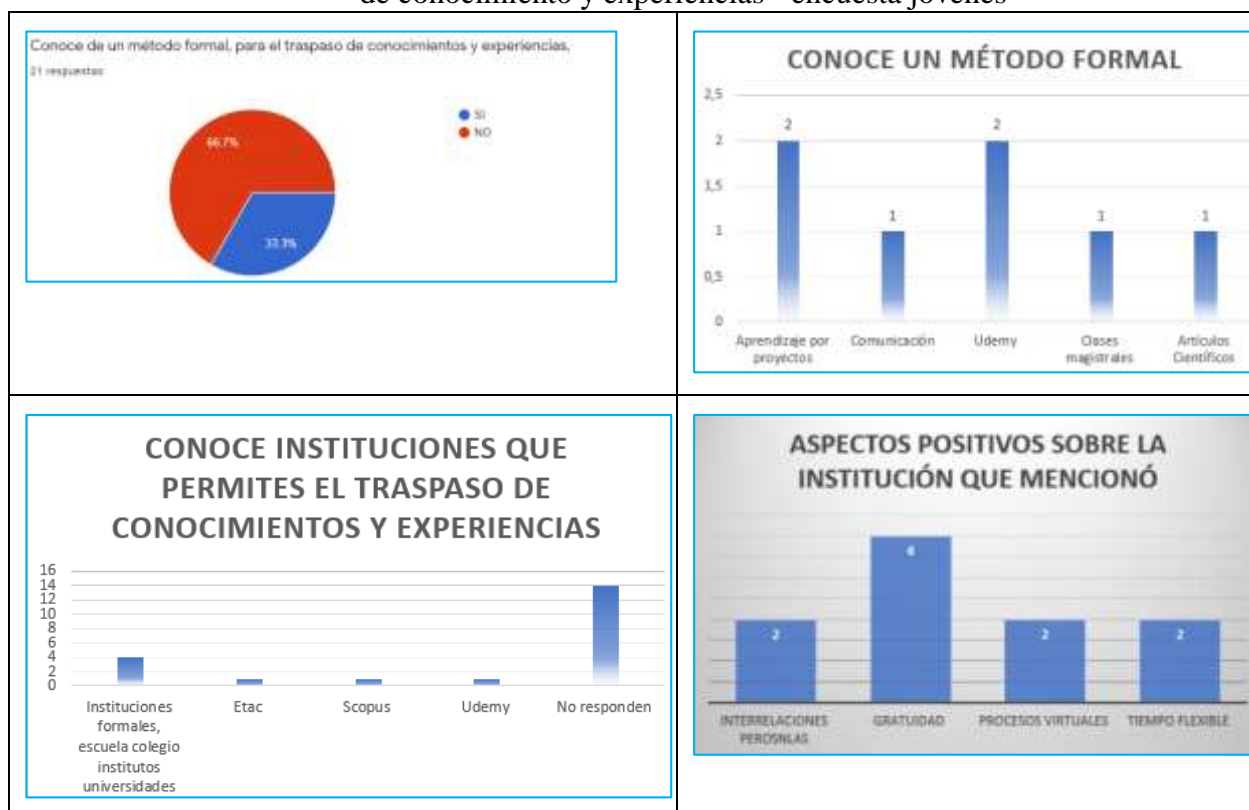 de conocimiento y experiencias - encuesta jóvenes
Conoce de un método formal, para el traspaso de conocimientos y experiencias,
21 respuestas
SI
NO
66.7%
33.3%
CONOCE UN MÉTODO FORMAL
2,5
2
1,5
1
0,5
0
2
1
2
1
1
Aprendizaje por
proyectos
Comunicación
Udemy
Clases
magistrales
Artículos
Científicos
CONOCE INSTITUCIONES QUE
PERMITES EL TRASPASO DE
CONOCIMIENTOS Y EXPERIENCIAS
16
14
12
10
8
6
4
2
0
Instituciones
formales,
escuela colegio
institutos
universidades
Etac
Scopus
Udemy
No responden
ASPECTOS POSITIVOS SOBRE LA
INSTITUCIÓN QUE MENCIONÓ
2
4
2
2
INTERRELACIONES
PEROSNLAS
GRATUIDAD
PROCESOS VIRTUALES
TIEMPO FLEXIBLE